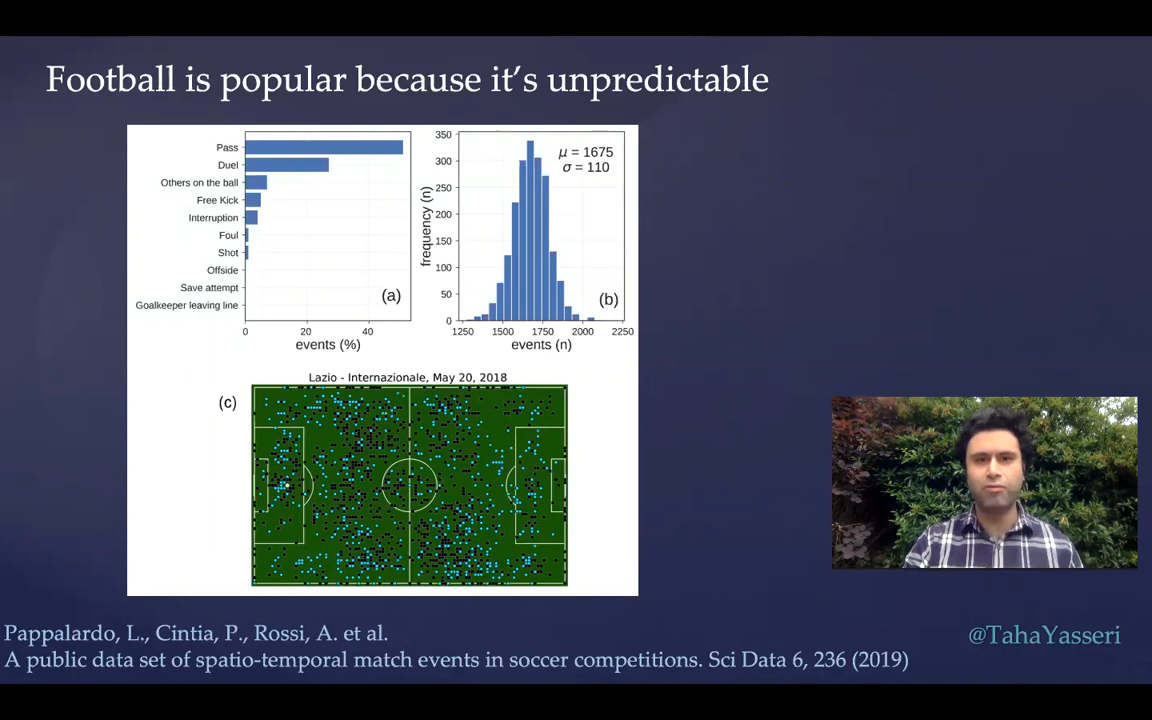 Football is popular because it's unpredictable
Pass
Duel
Others on the ball
Free Kick
Interruption
Foul
Shot
Offside
Save attempt
Goalkeeper leaving line
(a)
0 20 40
events (%)
350
300
250
200
150
100
50
0
frequency (n)
μ = 1675
σ = 110
(b)
1250 1500 1750 2000 2250
events (n)
Lazio - Internazionale, May 20, 2018
(c)
Pappalardo, L., Cintia, P., Rossi, A. et al.
A public data set of spatio-temporal match events in soccer competitions. Sci Data 6, 236 (2019)
@TahaYasseri